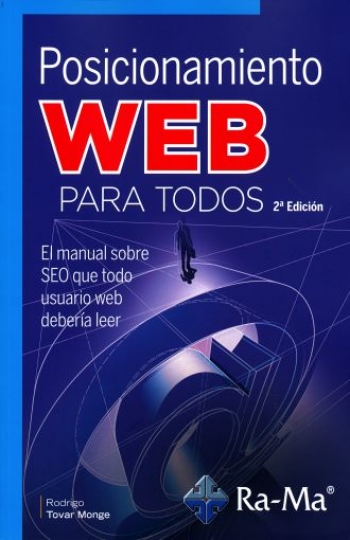 Posicionamiento
WEB
PARA TODOS 2ª Edición
El manual sobre
SEO que todo
usuario web
debería leer
Rodrigo
Tovar Monge
Ra-Ma®